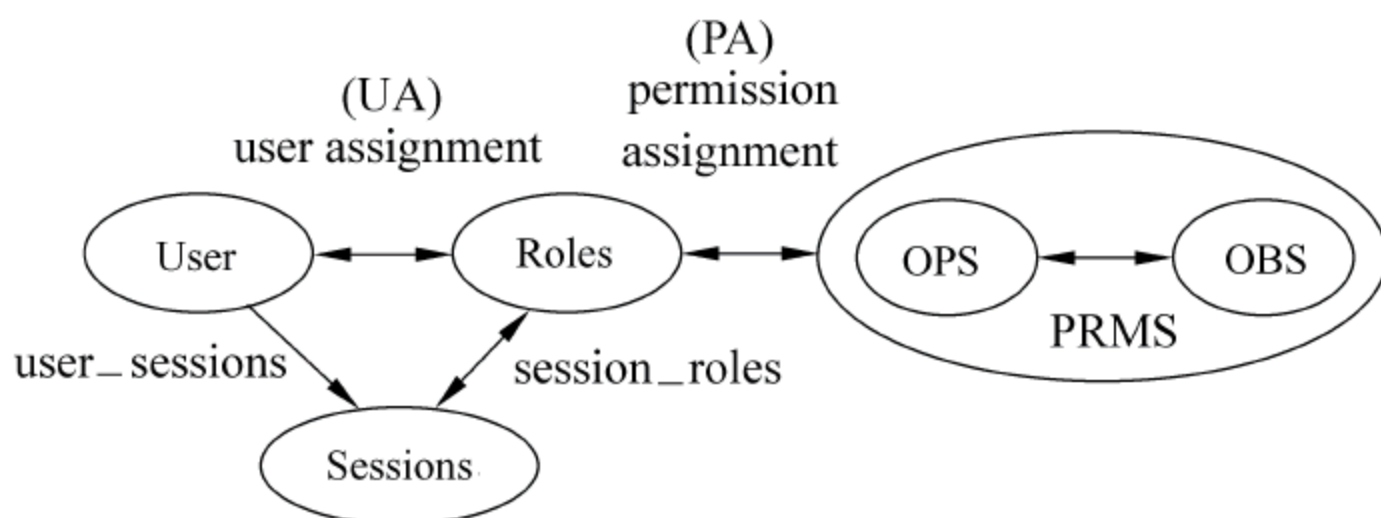 (PA)
permission
assignment
(UA)
user assignment
User
Roles
OPS
OBS
PRMS
user_sessions
session_roles
Sessions